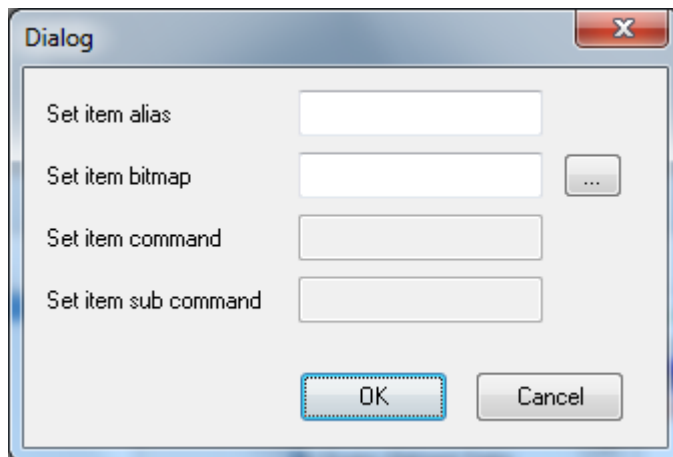 Dialog
Set item alias
Set item bitmap ...
Set item command
Set item sub command
OK Cancel